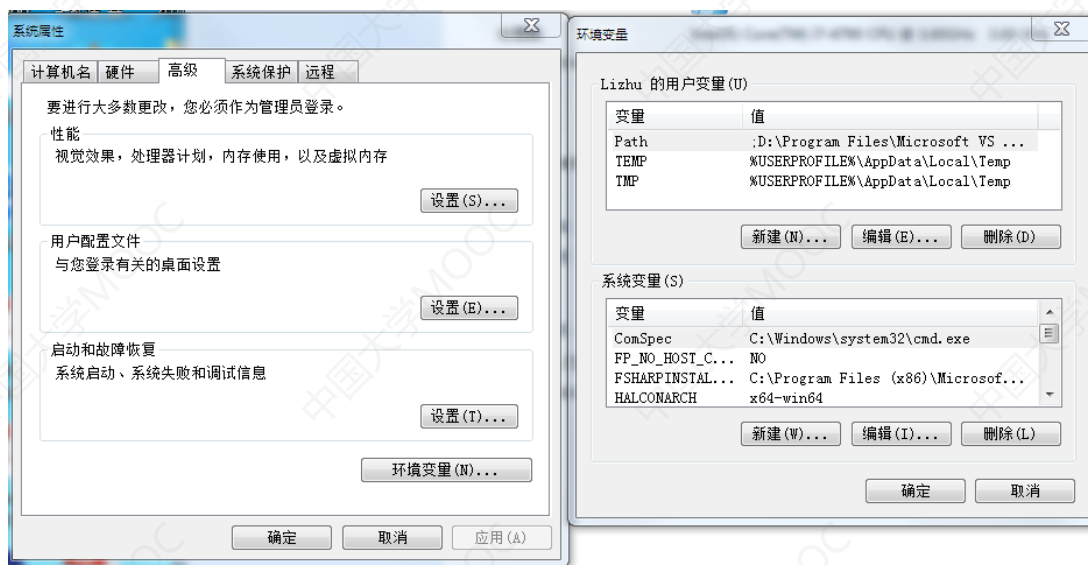 系统属性
计算机名 硬件 高级 系统保护 远程
要进行大多数更改，您必须作为管理员登录。
性能
视觉效果，处理器计划，内存使用，以及虚拟内存
设置(S)...
用户配置文件
与您登录有关的桌面设置
设置(E)...
启动和故障恢复
系统启动、系统失败和调试信息
设置(T)...
环境变量(N)...
确定 取消 应用(A)
环境变量
Lizhu 的用户变量(U)
变量 值
Path ;D:\Program Files\Microsoft VS ...
TEMP %USERPROFILE%\AppData\Local\Temp
TMP %USERPROFILE%\AppData\Local\Temp
新建(N)... 编辑(E)... 删除(D)
系统变量(S)
变量 值
ComSpec C:\Windows\system32\cmd.exe
FP_NO_HOST_C... NO
FSHARPINSTAL... C:\Program Files (x86)\Microsof...
HALCONARCH x64-win64
新建(W)... 编辑(I)... 删除(L)
确定 取消
中国大学MOOC